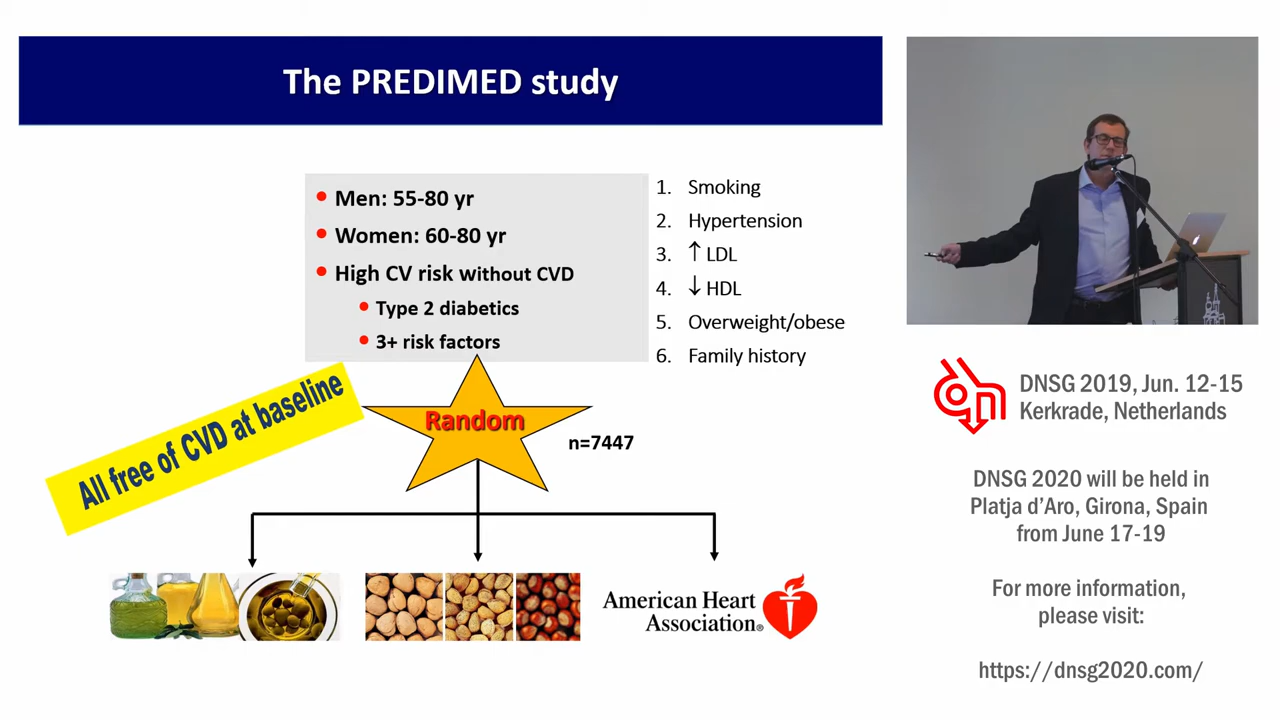 The PREDIMED study
• Men: 55-80 yr
• Women: 60-80 yr
• High CV risk without CVD
• Type 2 diabetics
• 3+ risk factors
1. Smoking
2. Hypertension
3. ↑ LDL
4. ↓ HDL
5. Overweight/obese
6. Family history
All free of CVD at baseline
Random
n=7447
American Heart
Association®
DNSG 2019, Jun. 12-15
Kerkrade, Netherlands
DNSG 2020 will be held in
Platja d’Aro, Girona, Spain
from June 17-19
For more information,
please visit:
https://dnsg2020.com/